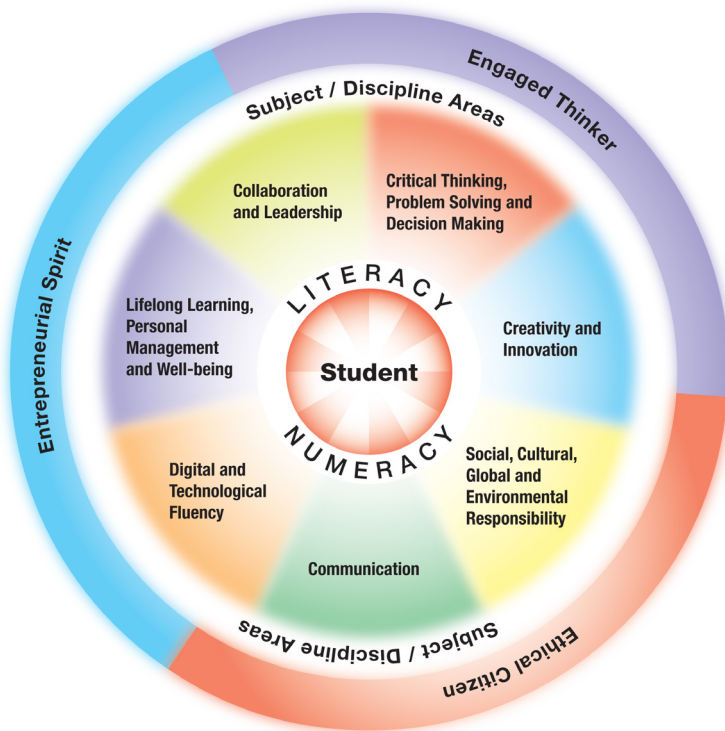 Engaged Thinker
Subject / Discipline Areas
Critical Thinking,
Problem Solving and
Decision Making
Collaboration
and Leadership
Entrepreneurial Spirit
LITERACY
Lifelong Learning,
Personal
Management
and Well-being
Creativity and
Innovation
Student
NUMERACY
Social, Cultural,
Global and
Environmental
Responsibility
Digital and
Technological
Fluency
Communication
Subject / Discipline Areas
Ethical Citizen